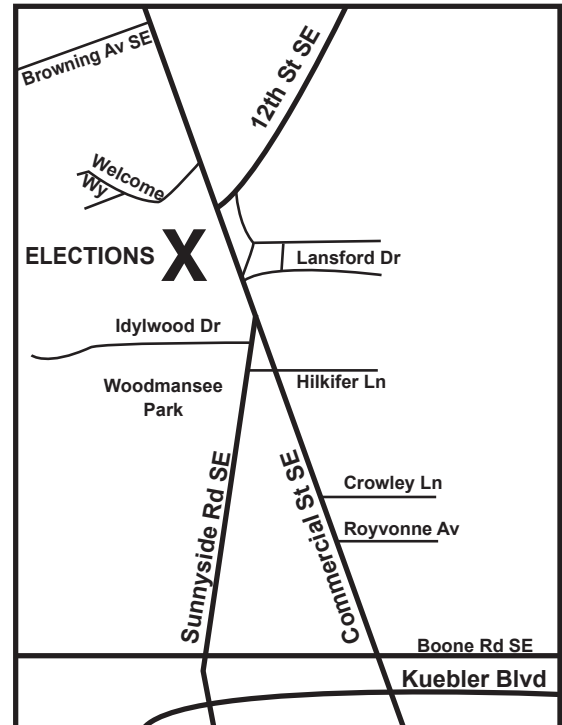 Browning Av SE
12th St SE
Welcome
Wy
ELECTIONS X
Lansford Dr
Idylwood Dr
Woodmansee
Park
Hilkifer Ln
Sunnyside Rd SE
Commercial St SE
Crowley Ln
Royvonne Av
Boone Rd SE
Kuebler Blvd